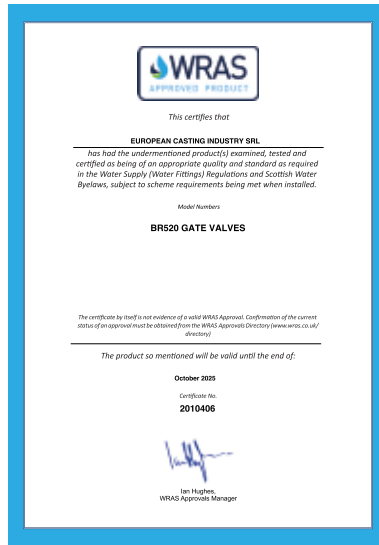 WRAS
APPROVED PRODUCT
This certifies that
EUROPEAN CASTING INDUSTRY SRL
has had the undermentioned product(s) examined, tested and
certified as being of an appropriate quality and standard as required
in the Water Supply (Water Fittings) Regulations and Scottish Water
Byelaws, subject to scheme requirements being met when installed.
Model Numbers
BR520 GATE VALVES
The certificate by itself is not evidence of a valid WRAS Approval. Confirmation of the current
status of an approval must be obtained from the WRAS Approvals Directory (www.wras.co.uk/
directory)
The product so mentioned will be valid until the end of:
October 2025
Certificate No.
2010406
Ian Hughes,
WRAS Approvals Manager